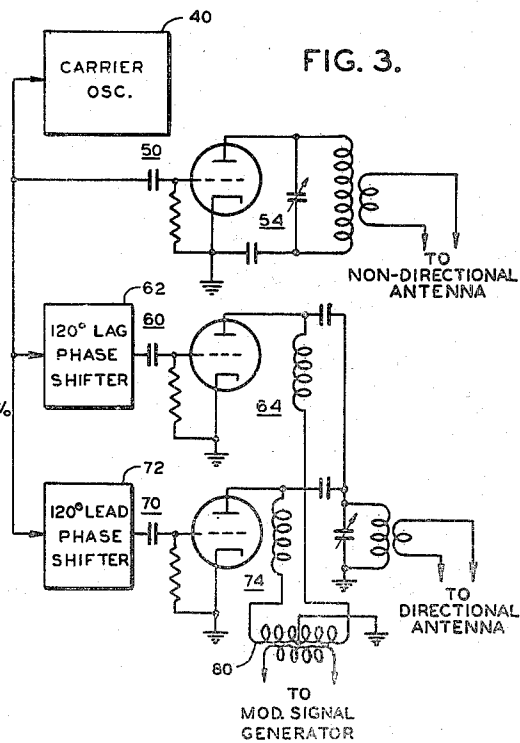 40
CARRIER
OSC.
FIG. 3.
50
54
TO
NON-DIRECTIONAL
ANTENNA
62
120° LAG
PHASE
SHIFTER
60
64
%
72
120° LEAD
PHASE
SHIFTER
70
74
TO
DIRECTIONAL
ANTENNA
80
TO
MOD. SIGNAL
GENERATOR